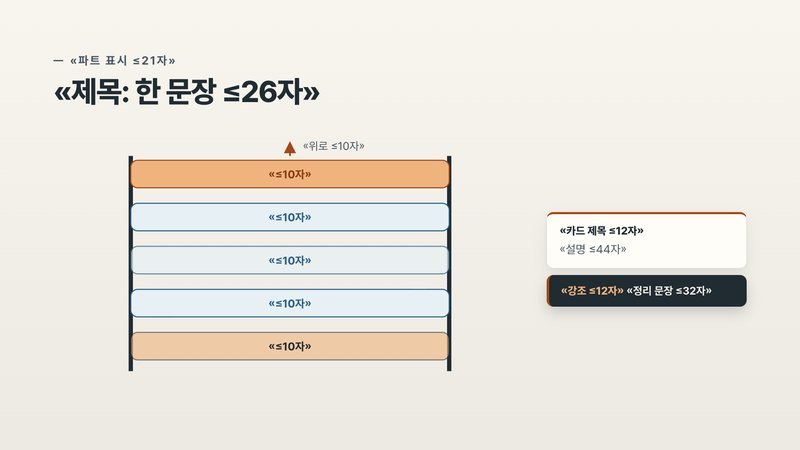 — «파트 표시 ≤21자»
«제목: 한 문장 ≤26자»
«위로 ≤10자»
«≤10자»
«≤10자»
«≤10자»
«≤10자»
«≤10자»
«카드 제목 ≤12자»
«설명 ≤44자»
«강조 ≤12자» «정리 문장 ≤32자»